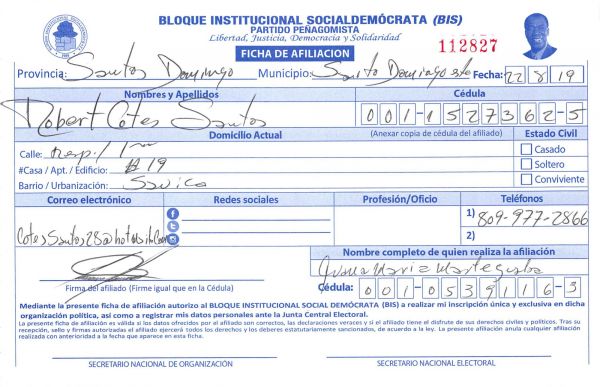 BLOQUE INSTITUCIONAL SOCIALDEMÓCRATA (BIS)
PARTIDO PEÑAGOMISTA
Libertad, Justicia, Democracia y Solidaridad
FICHA DE AFILIACION
112827
Provincia: Santos Domingo Municipio: Santo Domingo este Fecha: 22 8 19
Nombres y Apellidos Cédula
Robert Cotes Santos 001-1527362-5
Domicilio Actual (Anexar copia de cédula del afiliado) Estado Civil
Calle: Casado
#Casa / Apt. / Edificio: #19 Soltero
Barrio / Urbanización: Conviviente
Correo electrónico Redes sociales Profesión/Oficio Teléfonos
1) 809-977-2866
CotesSantos28@hotmail.com 2)
Nombre completo de quien realiza la afiliación
Juana Maria
Firma del afiliado (Firme igual que en la Cédula) Cédula: 001-0539116-3
Mediante la presente ficha de afiliación autorizo al BLOQUE INSTITUCIONAL SOCIAL DEMÓCRATA (BIS) a realizar mi inscripción única y exclusiva en dicha
organización política, así como a registrar mis datos personales ante la Junta Central Electoral.
La presente ficha de afiliación es válida si los datos ofrecidos por el afiliado son correctos, las declaraciones veraces y si el afiliado tiene el disfrute de sus derechos civiles y políticos. Tras su
recepción, sello y firmas autorizadas el afiliado ejercerá todos los derechos y los deberes estatutariamente sancionados, de acuerdo a la ley. La presente afiliación anula cualquier afiliación
realizada con anterioridad a la fecha que aparece en esta ficha.
SECRETARIO NACIONAL DE ORGANIZACIÓN SECRETARIO NACIONAL ELECTORAL